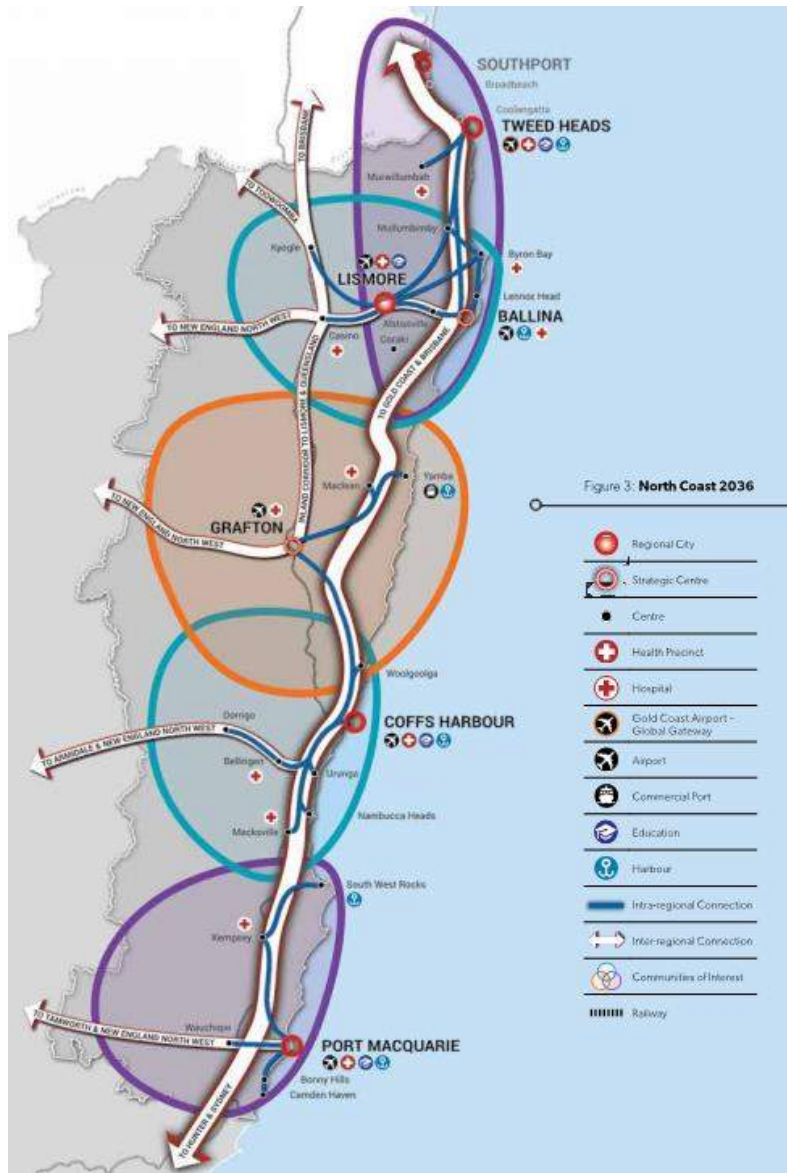 SOUTHPORT
Broadbeach
Coolangatta
TWEED HEADS
TO BRISBANE
Murwillumbah
TO TOOWOOMBA
Mullumbimby
Kyogle
Byron Bay
LISMORE
Lennox Head
TO NEW ENGLAND NORTH WEST
Alstonville
BALLINA
Casino
Coraki
TO GOLD COAST & BRISBANE
INLAND CORRIDOR TO LISMORE & QUEENSLAND
Maclean
Yamba
TO NEW ENGLAND NORTH WEST
GRAFTON
Woolgoolga
Dorrigo
COFFS HARBOUR
TO ARMIDALE & NEW ENGLAND NORTH WEST
Bellingen
Urunga
Nambucca Heads
Macksville
South West Rocks
Kempsey
TO TAMWORTH & NEW ENGLAND NORTH WEST
Wauchope
PORT MACQUARIE
Bonny Hills
Camden Haven
TO HUNTER & SYDNEY
Figure 3: North Coast 2036
Regional City
Strategic Centre
Centre
Health Precinct
Hospital
Gold Coast Airport –
Global Gateway
Airport
Commercial Port
Education
Harbour
Intra-regional Connection
Inter-regional Connection
Communities of Interest
Railway